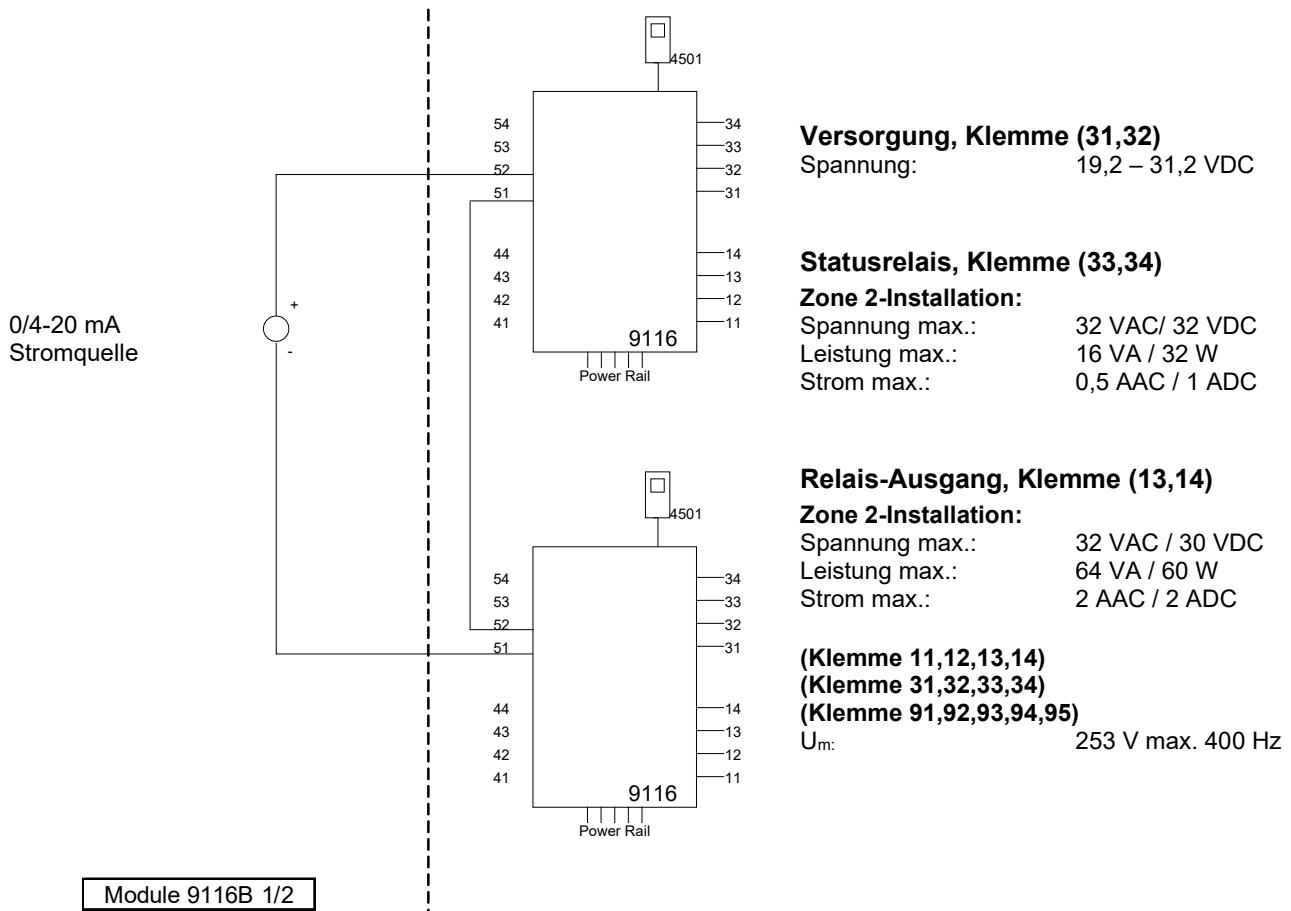 4501
54
53
52
51
44
43
42
41
34
33
32
31
14
13
12
11
9116
Power Rail
0/4-20 mA
Stromquelle
+
-
4501
54
53
52
51
44
43
42
41
34
33
32
31
14
13
12
11
9116
Power Rail
Module 9116B 1/2
Versorgung, Klemme (31,32)
Spannung: 19,2 – 31,2 VDC
Statusrelais, Klemme (33,34)
Zone 2-Installation:
Spannung max.: 32 VAC/ 32 VDC
Leistung max.: 16 VA / 32 W
Strom max.: 0,5 AAC / 1 ADC
Relais-Ausgang, Klemme (13,14)
Zone 2-Installation:
Spannung max.: 32 VAC / 30 VDC
Leistung max.: 64 VA / 60 W
Strom max.: 2 AAC / 2 ADC
(Klemme 11,12,13,14)
(Klemme 31,32,33,34)
(Klemme 91,92,93,94,95)
Um: 253 V max. 400 Hz